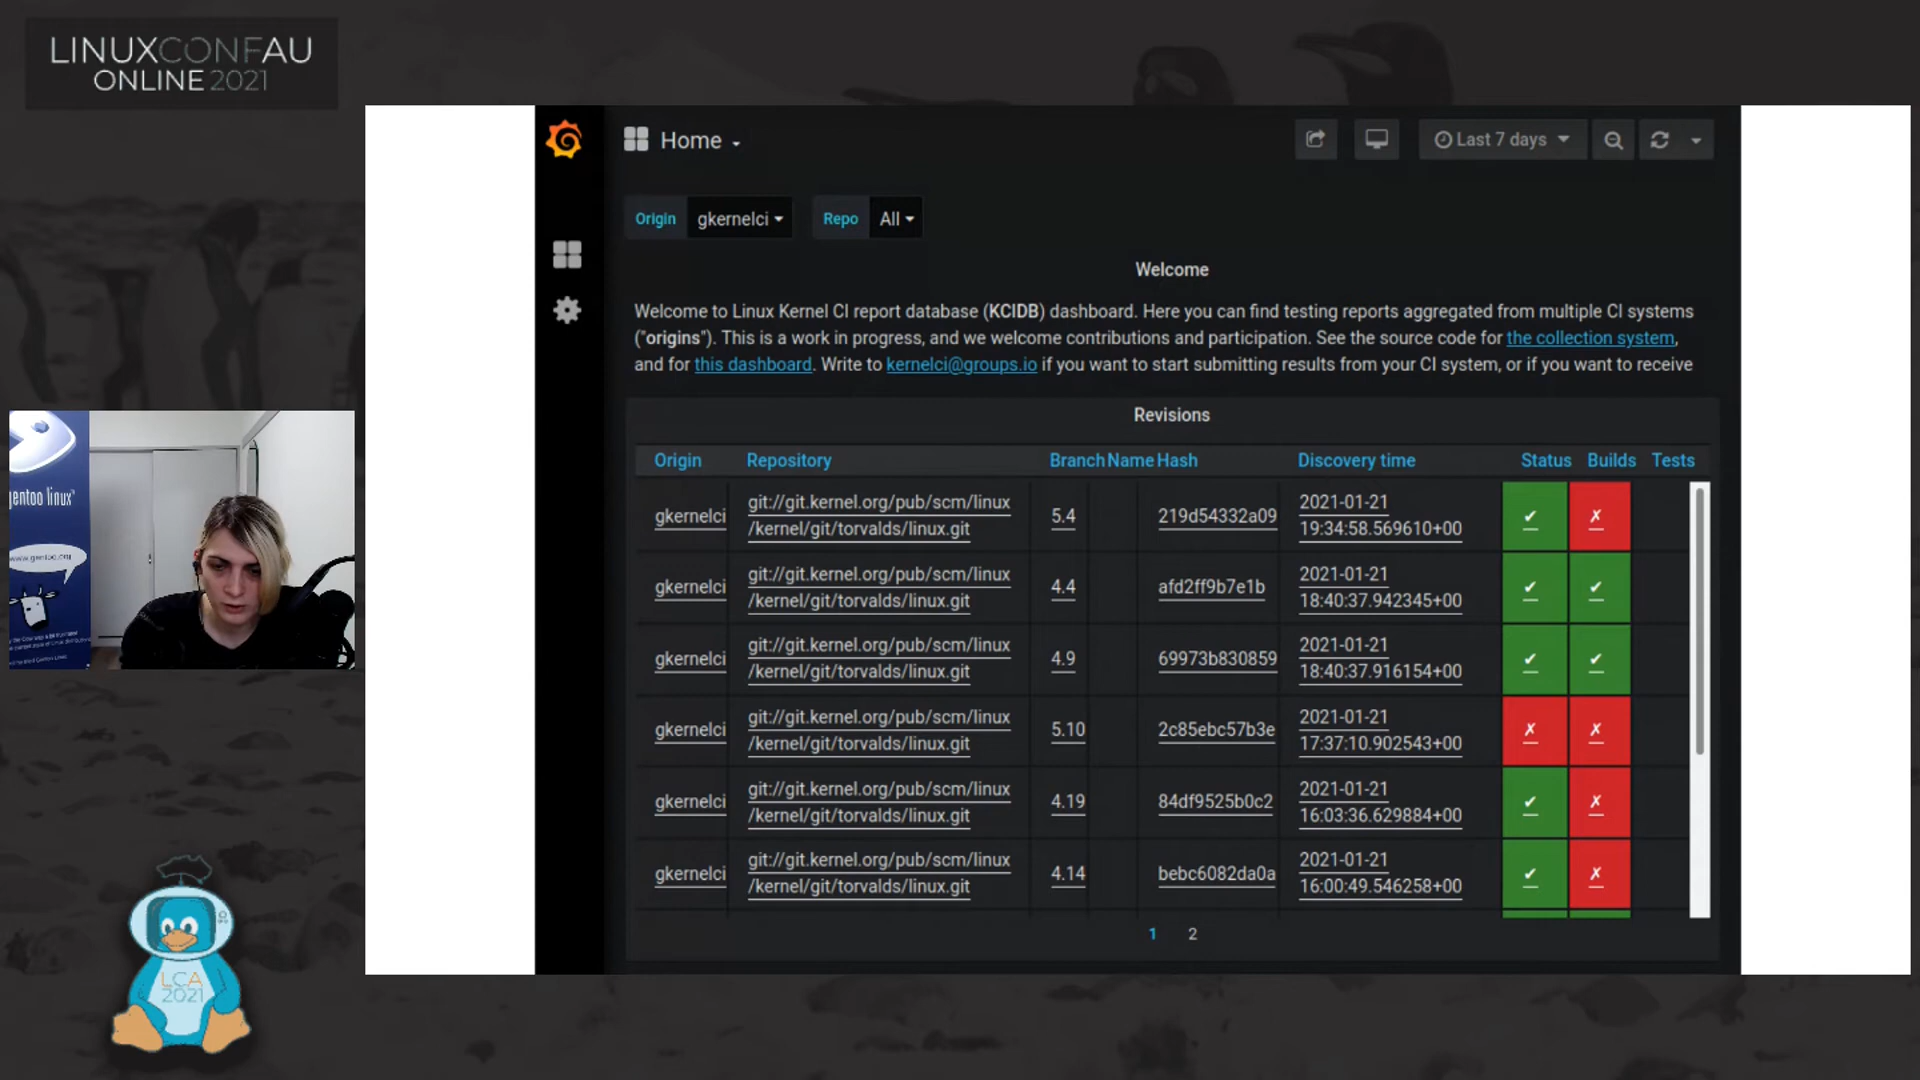 LINUXCONFAU
ONLINE 2021
Home
Last 7 days
Origin gkernelci Repo All
Welcome
Welcome to Linux Kernel CI report database (KCIDB) dashboard. Here you can find testing reports aggregated from multiple CI systems
("origins"). This is a work in progress, and we welcome contributions and participation. See the source code for the collection system,
and for this dashboard. Write to kernelci@groups.io if you want to start submitting results from your CI system, or if you want to receive
Revisions
Origin Repository Branch Name Hash Discovery time Status Builds Tests
gkernelci git://git.kernel.org/pub/scm/linux 5.4 219d54332a09 2021-01-21 ✔ ✗
/kernel/git/torvalds/linux.git 19:34:58.569610+00
gkernelci git://git.kernel.org/pub/scm/linux 4.4 afd2ff9b7e1b 2021-01-21 ✔ ✔
/kernel/git/torvalds/linux.git 18:40:37.942345+00
gkernelci git://git.kernel.org/pub/scm/linux 4.9 69973b830859 2021-01-21 ✔ ✔
/kernel/git/torvalds/linux.git 18:40:37.916154+00
gkernelci git://git.kernel.org/pub/scm/linux 5.10 2c85ebc57b3e 2021-01-21 ✗ ✗
/kernel/git/torvalds/linux.git 17:37:10.902543+00
gkernelci git://git.kernel.org/pub/scm/linux 4.19 84df9525b0c2 2021-01-21 ✔ ✗
/kernel/git/torvalds/linux.git 16:03:36.629884+00
gkernelci git://git.kernel.org/pub/scm/linux 4.14 bebc6082da0a 2021-01-21 ✔ ✗
/kernel/git/torvalds/linux.git 16:00:49.546258+00
1 2
gentoo linux
www.gentoo.org
LCA
2021